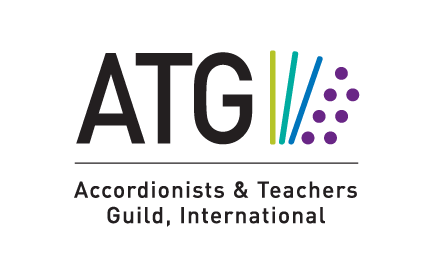 ATG
Accordionists & Teachers
Guild, International